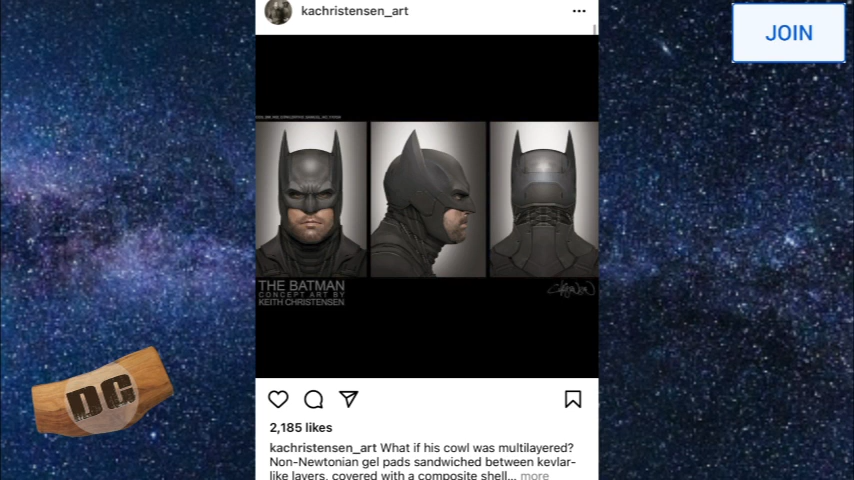 kachristensen_art
JOIN
THE BATMAN
CONCEPT ART BY
KEITH CHRISTENSEN
DC
2,185 likes
kachristensen_art What if his cowl was multilayered?
Non-Newtonian gel pads sandwiched between kevlar-
like layers, covered with a composite shell... more